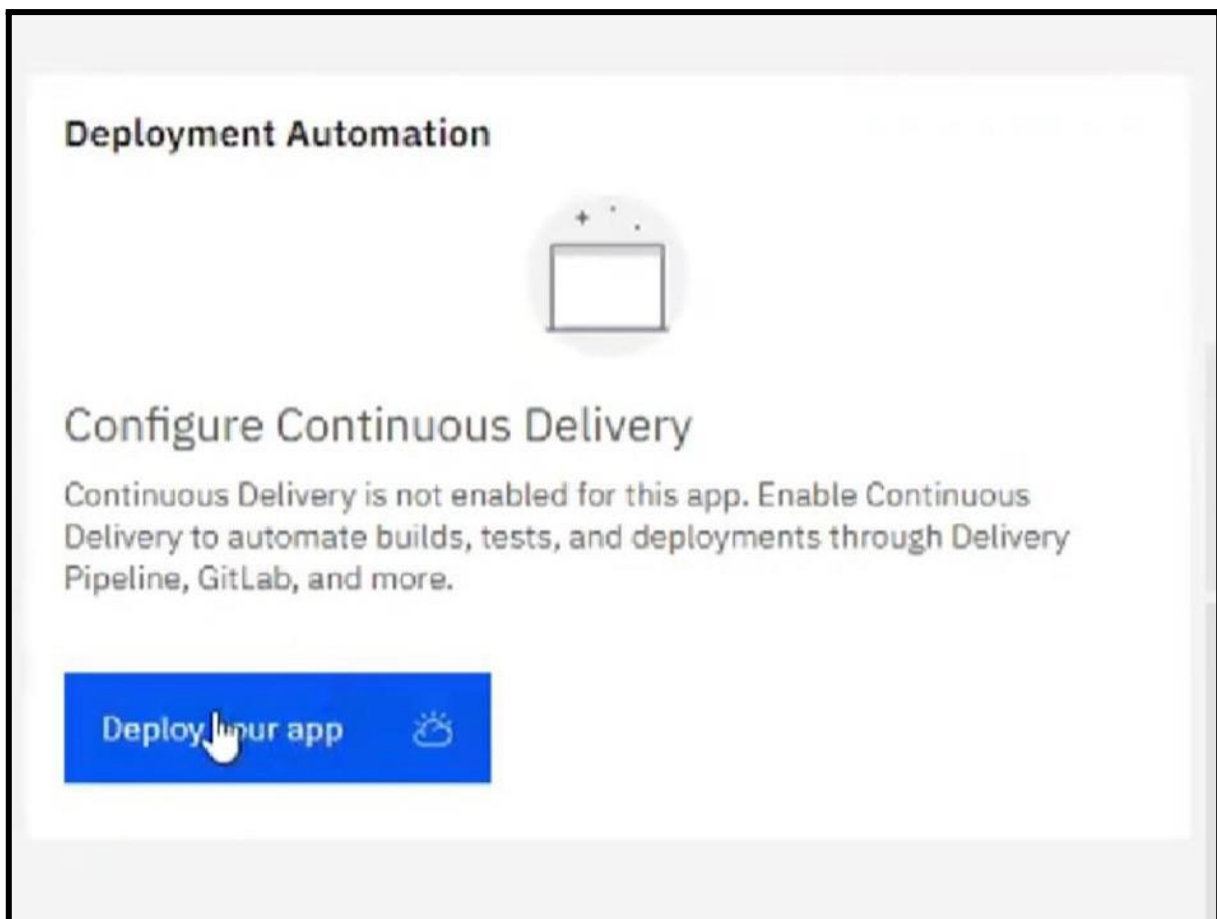 Deployment Automation
Configure Continuous Delivery
Continuous Delivery is not enabled for this app. Enable Continuous
Delivery to automate builds, tests, and deployments through Delivery
Pipeline, GitLab, and more.
Deploy your app